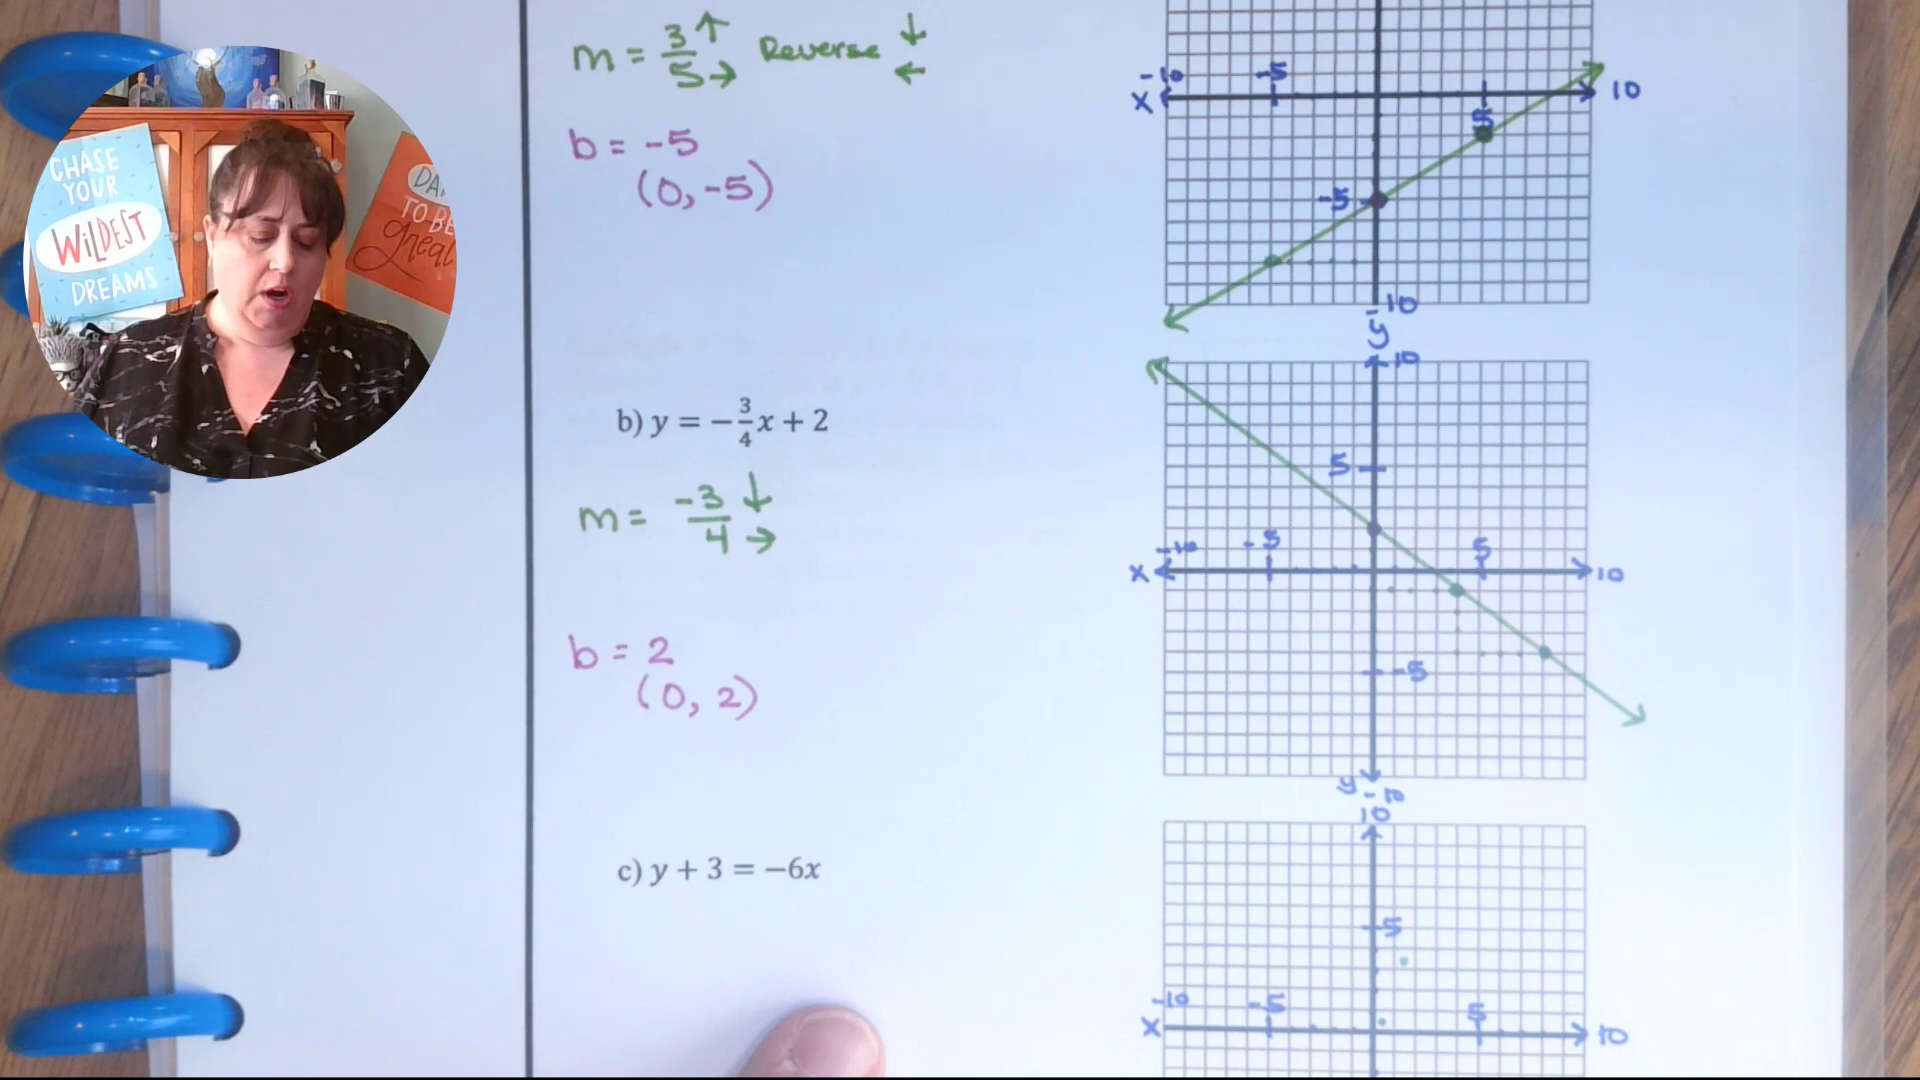 m = 3/5 ↑ → Reverse ↓ ←
b = -5
(0, -5)
b) y = −3/4x + 2
m = -3/4 ↓ →
b = 2
(0, 2)
c) y + 3 = −6x
-10 -5 5 10
x
-5
-10
y
10
5
-10 -5 5 10
x
-5
y
10
5
-10 -5 5 10
x
CHASE
YOUR
WiLDEST
DREAMS
TO BE
great